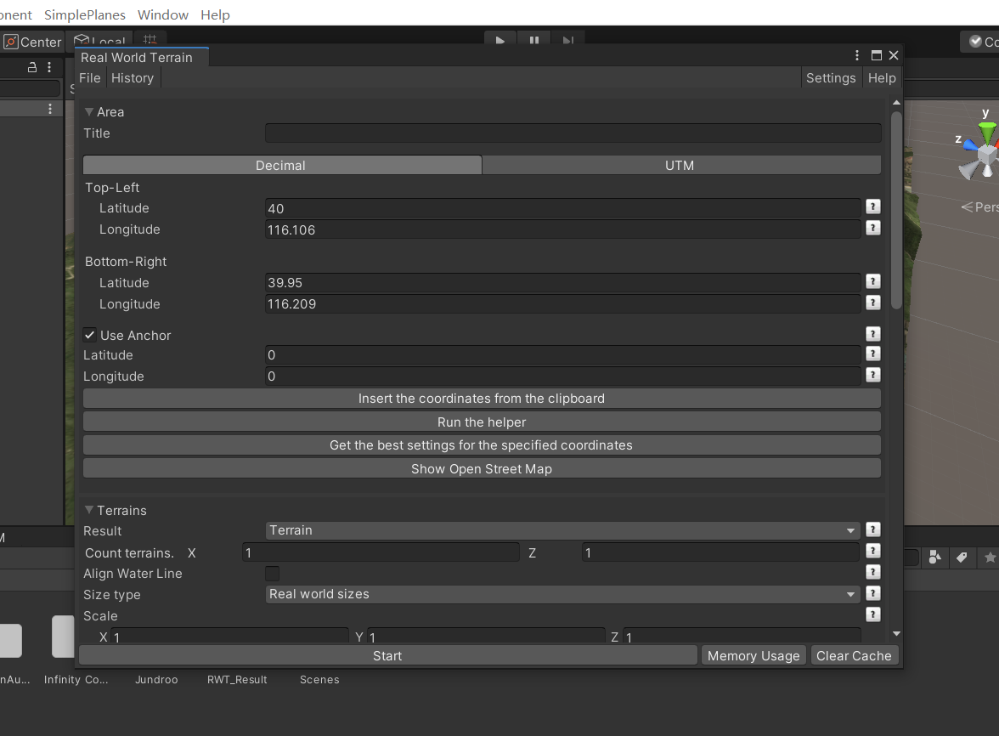 onent SimplePlanes Window Help
Center Local Co
Real World Terrain
File History Settings Help
S
Area
Title
Decimal UTM
Top-Left
Latitude 40 ?
Longitude 116.106 ?
Bottom-Right
Latitude 39.95 ?
Longitude 116.209 ?
Use Anchor ?
Latitude 0 ?
Longitude 0 ?
Insert the coordinates from the clipboard
Run the helper
Get the best settings for the specified coordinates
Show Open Street Map
Terrains
Result Terrain ?
Count terrains. X 1 Z 1 ?
Align Water Line ?
Size type Real world sizes ?
Scale ?
X 1 Y 1 Z 1
Start Memory Usage Clear Cache
nAu... Infinity Co... Jundroo RWT_Result Scenes
y
z
<Pers
M